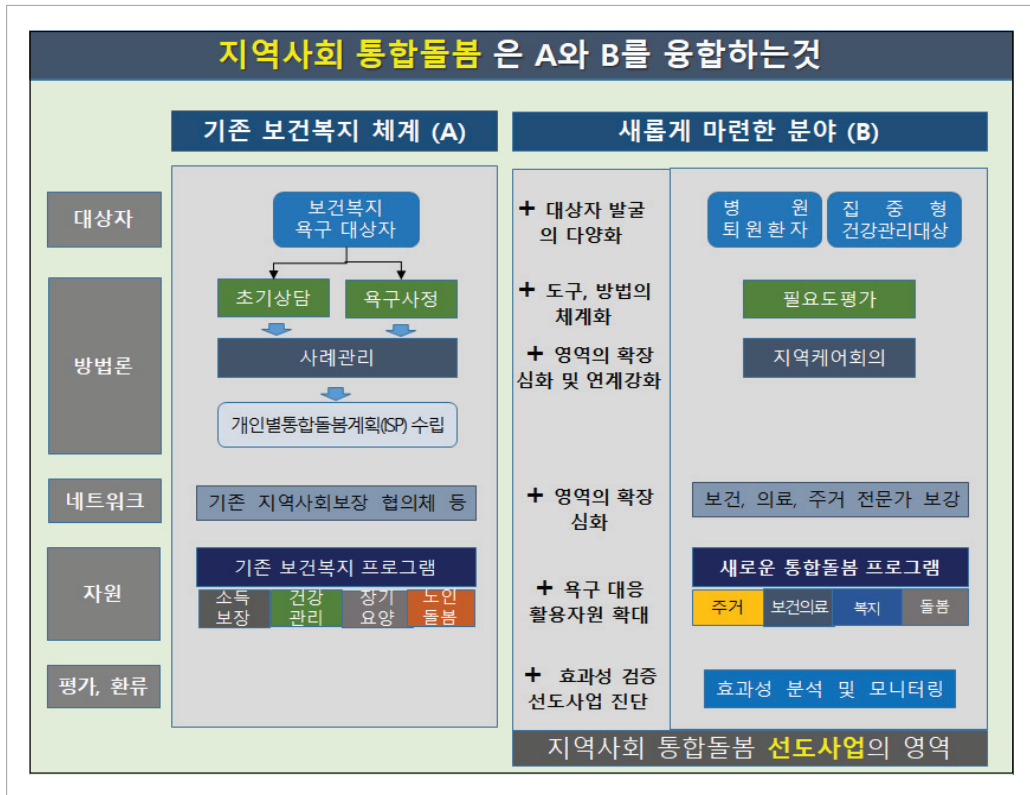 지역사회 통합돌봄 은 A와 B를 융합하는것
기존 보건복지 체계 (A)
새롭게 마련한 분야 (B)
대상자
보건복지
욕구 대상자
+ 대상자 발굴
의 다양화
병 원
퇴원환자
집 중 형
건강관리대상
방법론
초기상담
욕구사정
사례관리
개인별통합돌봄계획(ISP) 수립
+ 도구, 방법의
체계화
+ 영역의 확장
심화 및 연계강화
필요도평가
지역케어회의
네트워크
기존 지역사회보장 협의체 등
+ 영역의 확장
심화
보건, 의료, 주거 전문가 보강
자원
기존 보건복지 프로그램
소득
보장
건강
관리
장기
요양
노인
돌봄
+ 욕구 대응
활용자원 확대
새로운 통합돌봄 프로그램
주거
보건의료
복지
돌봄
평가, 환류
+ 효과성 검증
선도사업 진단
효과성 분석 및 모니터링
지역사회 통합돌봄 선도사업의 영역